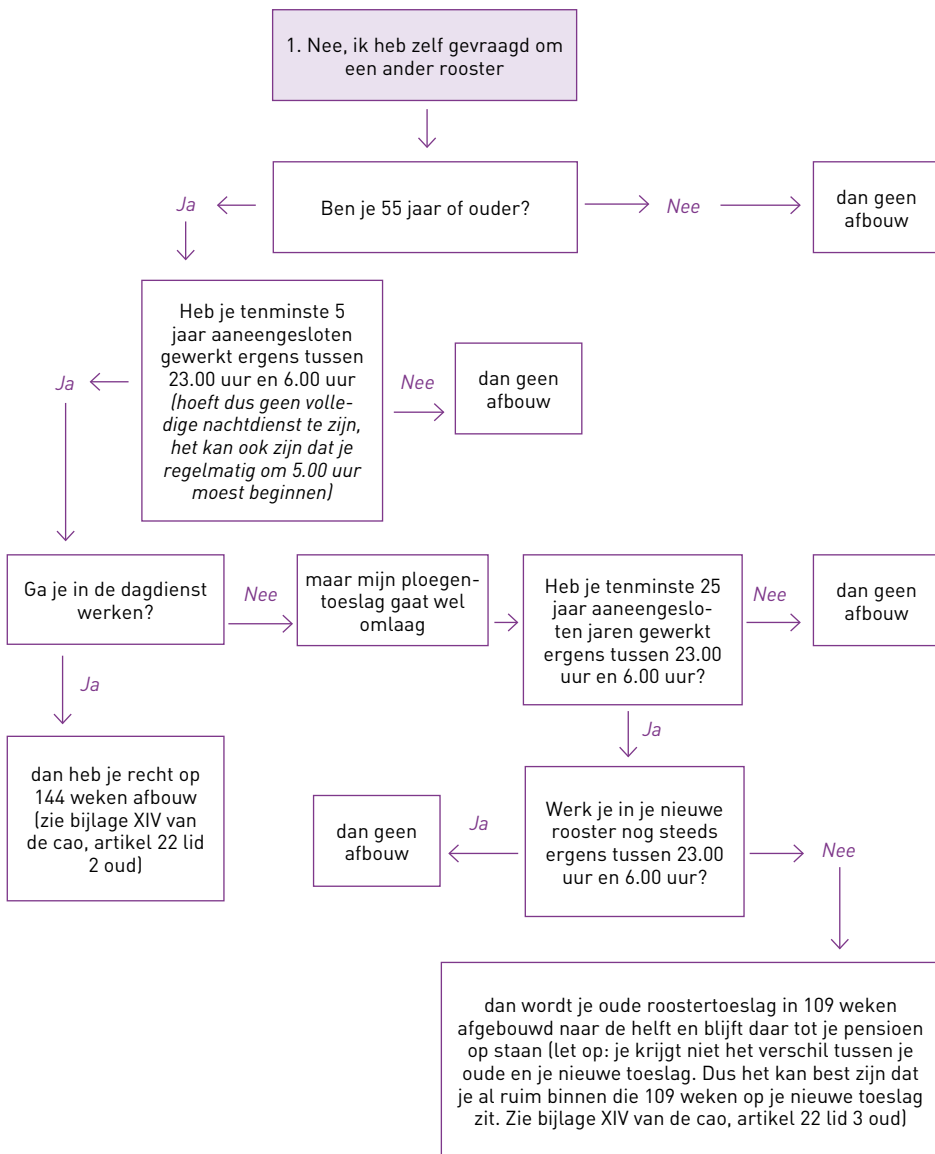 1. Nee, ik heb zelf gevraagd om
een ander rooster
Ja
Ben je 55 jaar of ouder?
Nee
dan geen
afbouw
Heb je tenminste 5
jaar aaneengesloten
gewerkt ergens tussen
23.00 uur en 6.00 uur
(hoeft dus geen volle-
dige nachtdienst te zijn,
het kan ook zijn dat je
regelmatig om 5.00 uur
moest beginnen)
Ja
Nee
dan geen
afbouw
Ga je in de dagdienst
werken?
Nee
maar mijn ploegen-
toeslag gaat wel
omlaag
Heb je tenminste 25
jaar aaneengeslo-
ten jaren gewerkt
ergens tussen 23.00
uur en 6.00 uur?
Nee
dan geen
afbouw
Ja
Ja
dan heb je recht op
144 weken afbouw
(zie bijlage XIV van
de cao, artikel 22 lid
2 oud)
dan geen
afbouw
Ja
Werk je in je nieuwe
rooster nog steeds
ergens tussen 23.00
uur en 6.00 uur?
Nee
dan wordt je oude roostertoeslag in 109 weken
afgebouwd naar de helft en blijft daar tot je pensioen
op staan (let op: je krijgt niet het verschil tussen je
oude en je nieuwe toeslag. Dus het kan best zijn dat
je al ruim binnen die 109 weken op je nieuwe toeslag
zit. Zie bijlage XIV van de cao, artikel 22 lid 3 oud)